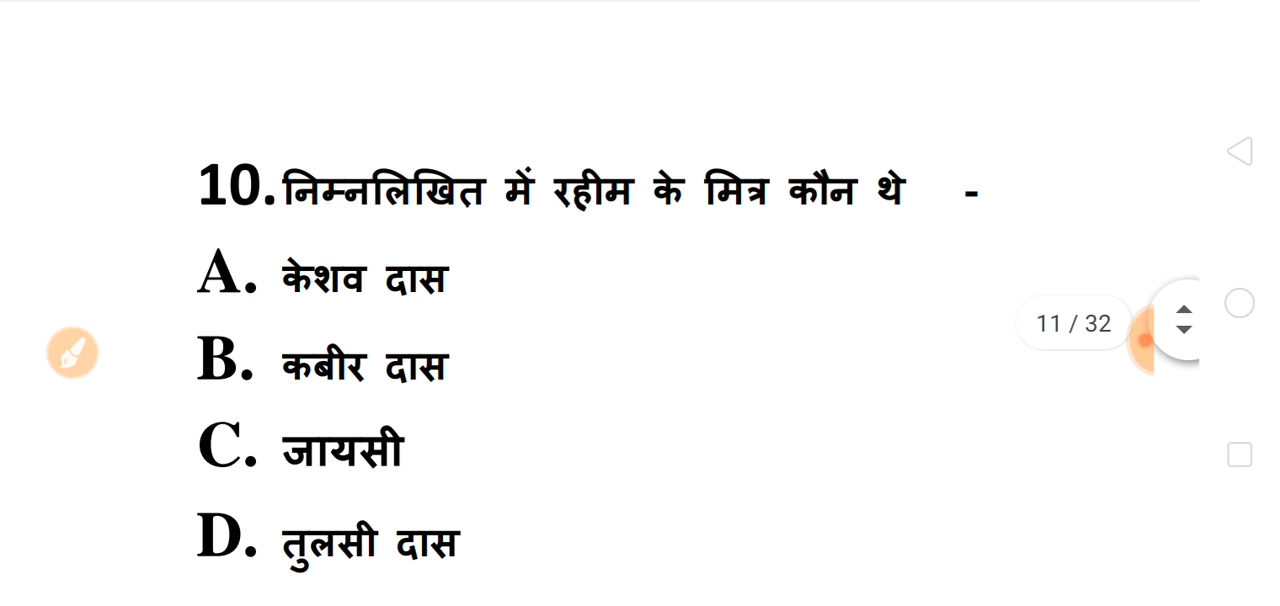 10.निम्नलिखित में रहीम के मित्र कौन थे -
A. केशव दास
11 / 32
B. कबीर दास
C. जायसी
D. तुलसी दास